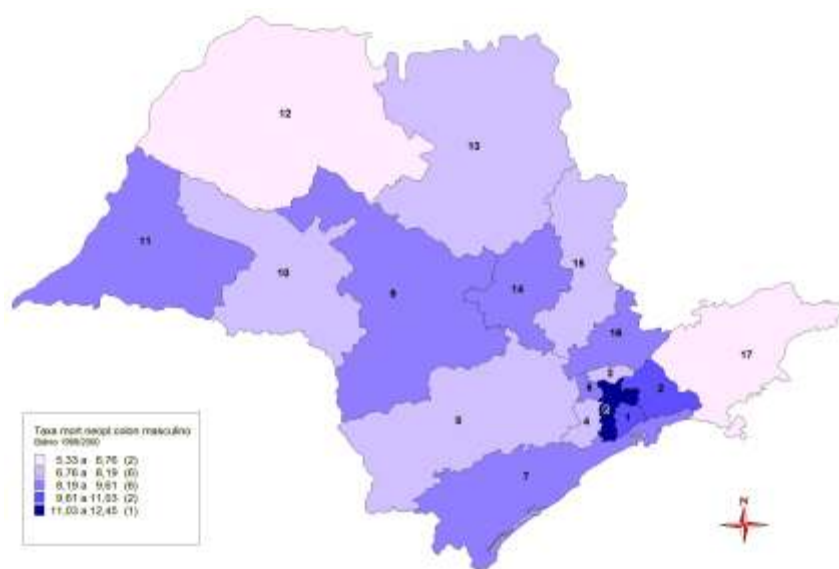 12
13
11
15
10
9
14
16
17
3
2
1
4
7
N
Taxa mort neopl.colon masculino
5,33 a 6,76 (2)
6,76 a 8,19 (6)
8,19 a 9,61 (6)
9,61 a 11,03 (2)
11,03 a 12,45 (1)